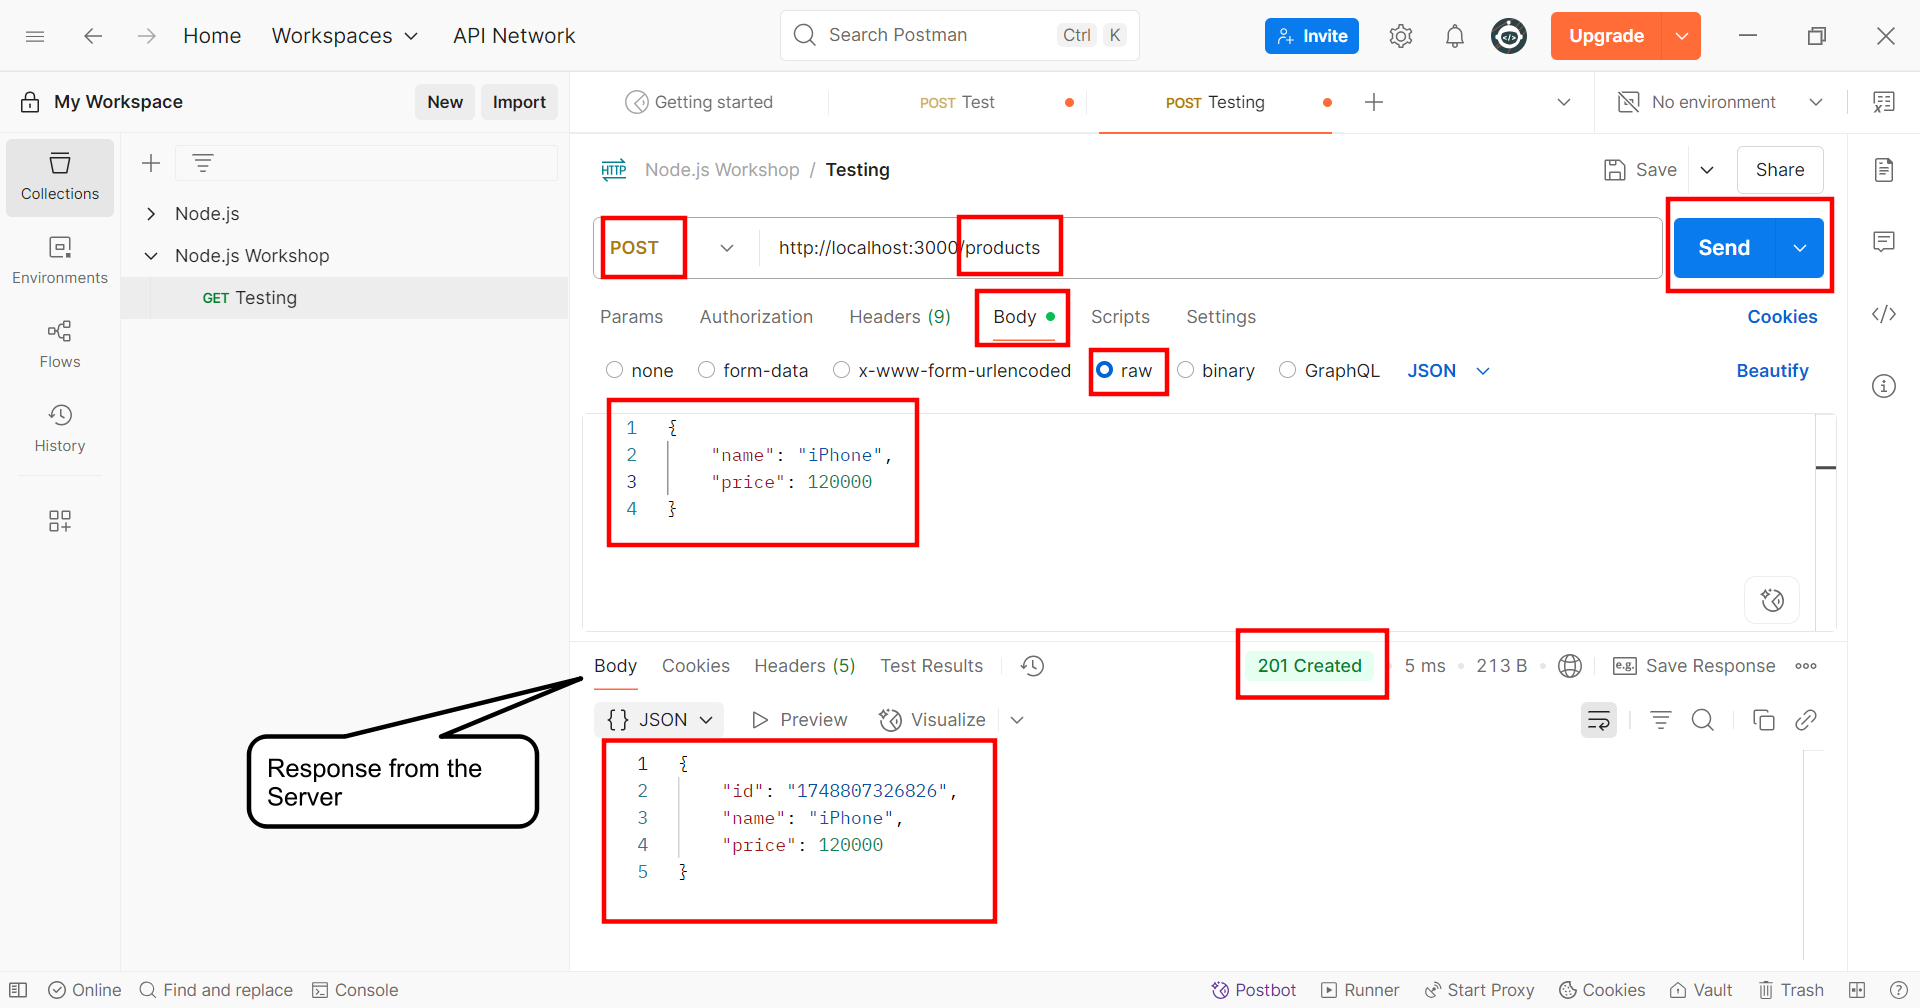 Home Workspaces API Network Search Postman Ctrl K Invite Upgrade
My Workspace New Import Getting started POST Test POST Testing No environment
Collections
Environments
Flows
History
Node.js
Node.js Workshop
GET Testing
HTTP Node.js Workshop / Testing Save Share
POST http://localhost:3000/products Send
Params Authorization Headers (9) Body Scripts Settings Cookies
none form-data x-www-form-urlencoded raw binary GraphQL JSON Beautify
1 {
2 "name": "iPhone",
3 "price": 120000
4 }
Body Cookies Headers (5) Test Results 201 Created 5 ms 213 B e.g. Save Response
{} JSON Preview Visualize
1 {
2 "id": "1748807326826",
3 "name": "iPhone",
4 "price": 120000
5 }
Response from the
Server
Online Find and replace Console Postbot Runner Start Proxy Cookies Vault Trash